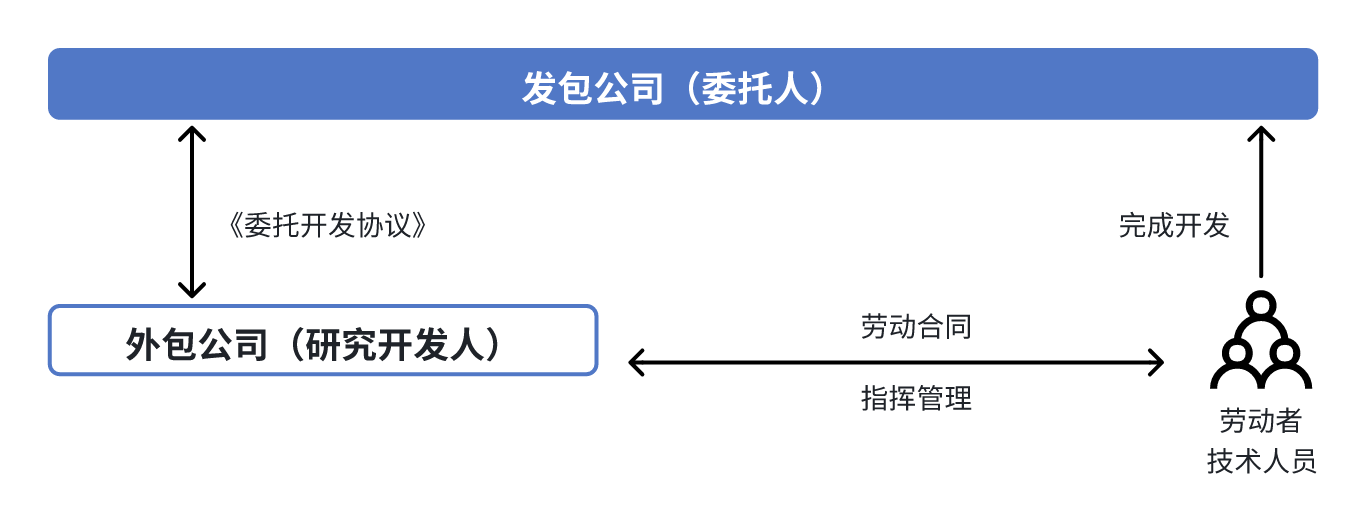 发包公司（委托人）
《委托开发协议》
完成开发
外包公司（研究开发人）
劳动合同
指挥管理
劳动者
技术人员